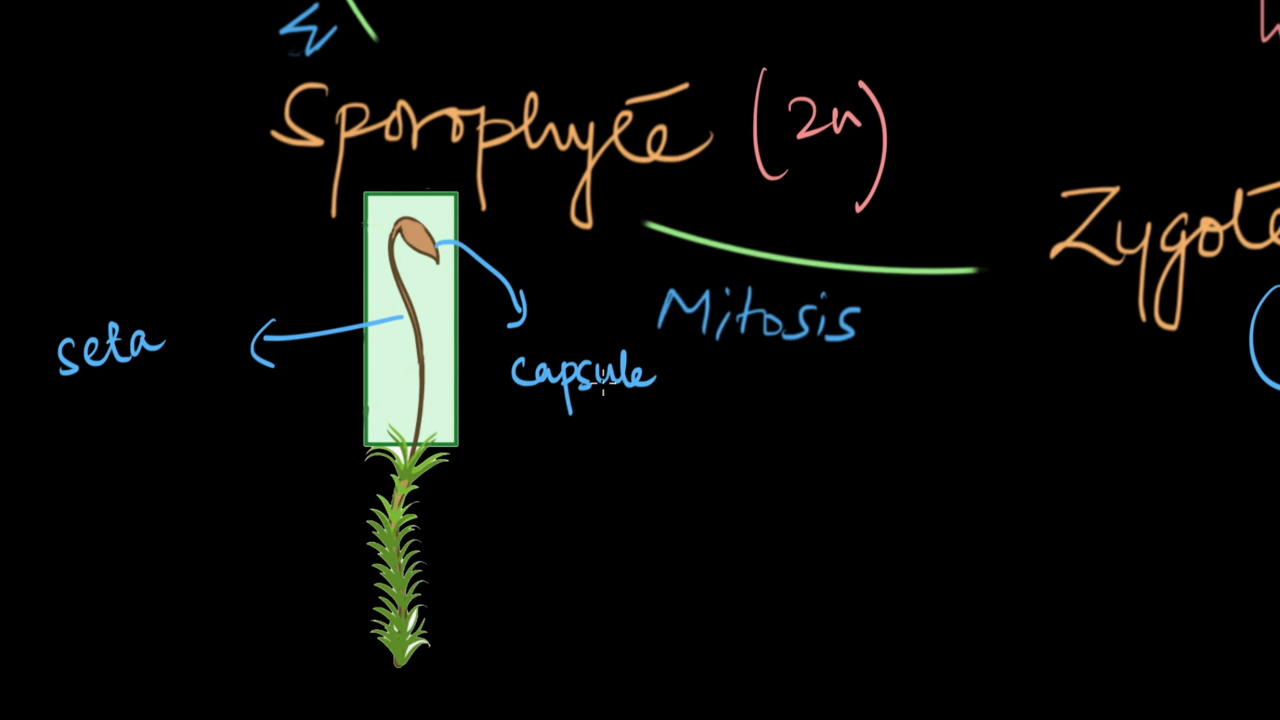 Sporophyte (2n)
Zygote
Mitosis
seta
capsule